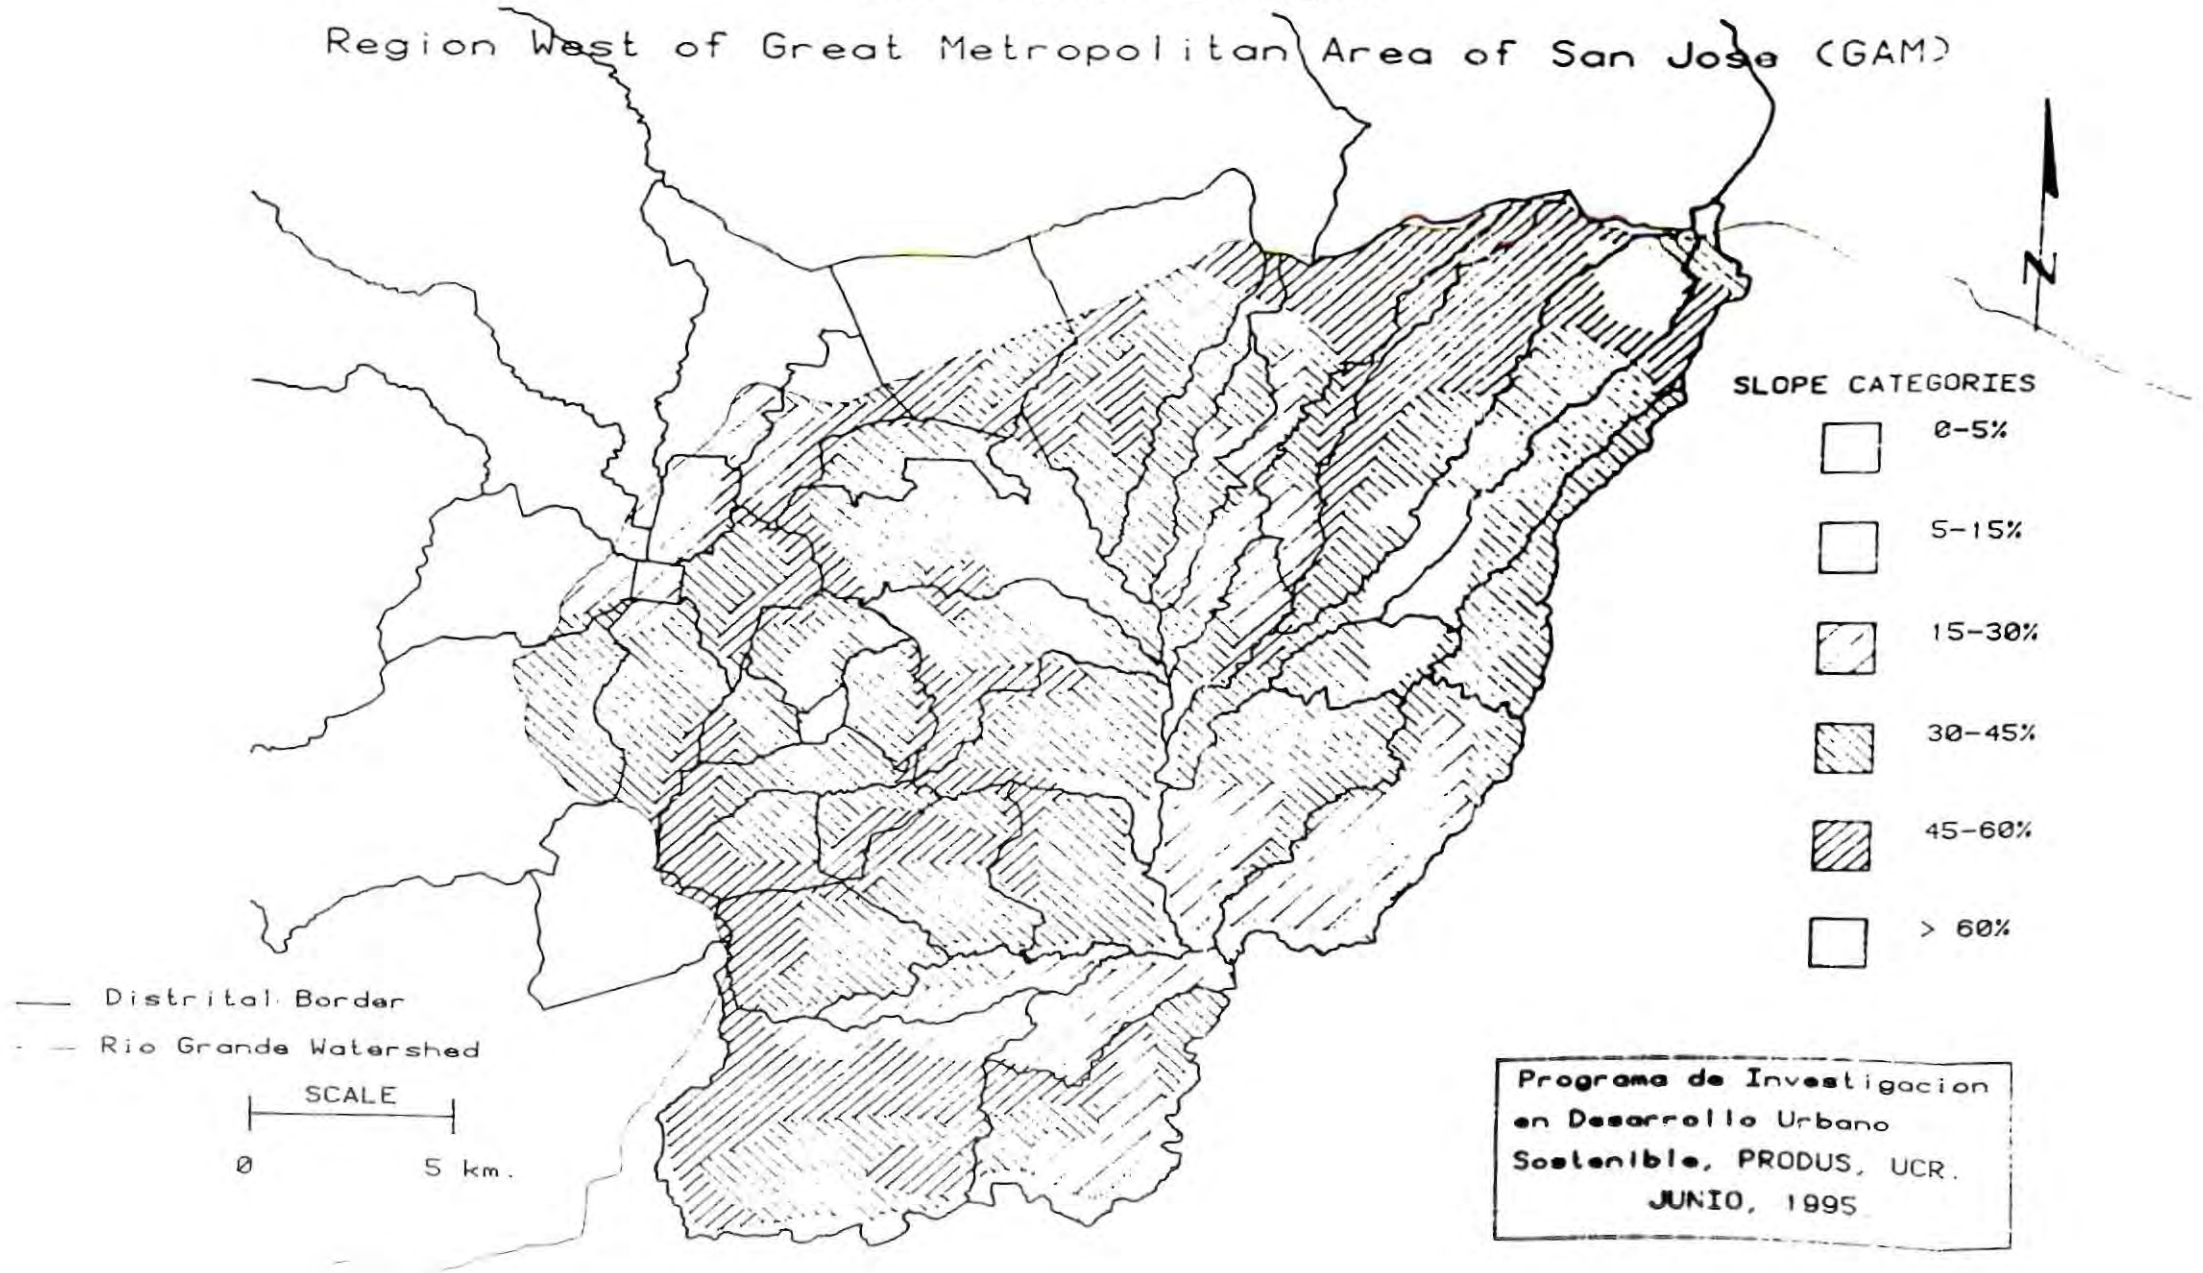 Region West of Great Metropolitan Area of San Jose (GAM)
N
SLOPE CATEGORIES
0-5%
5-15%
15-30%
30-45%
45-60%
> 60%
Distrital Border
Rio Grande Watershed
SCALE
0 5 km.
Programa de Investigacion
en Desarrollo Urbano
Sostenible, PRODUS, UCR.
JUNIO, 1995